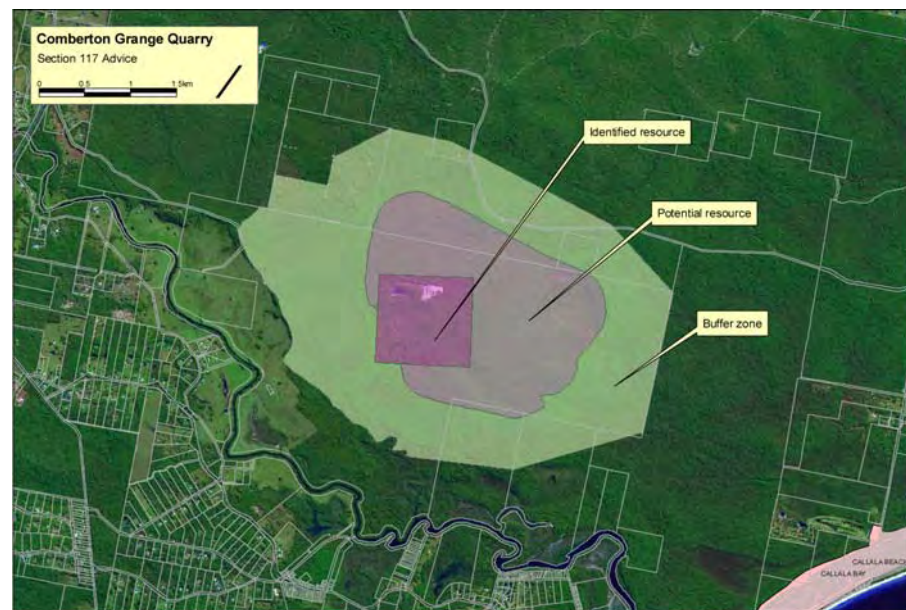 Comberton Grange Quarry
Section 117 Advice
0 0.5 1 1.5km
Identified resource
Potential resource
Buffer zone
CALLALA BEACH
CALLALA BAY